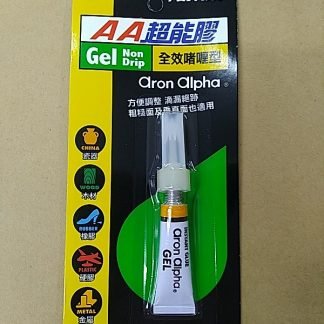 AA超能膠
Gel Non Drip
全效啫喱型
aron alpha®
方便調整 滴漏絕跡
粗糙面及垂直面也適用
CHINA
瓷器
WOOD
木材
RUBBER
橡膠
PLASTIC
硬膠
METAL
金屬
INSTANT GLUE
aron alpha®
GEL